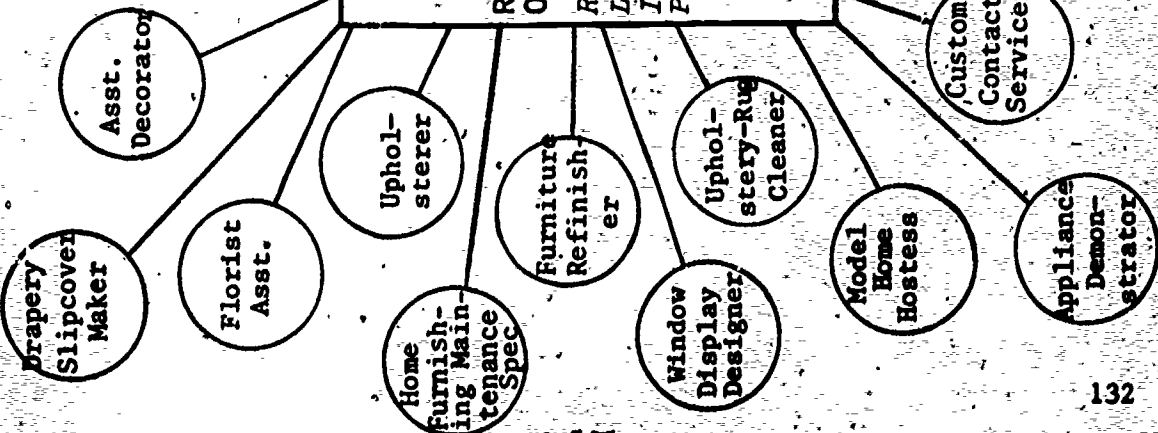 Asst.
Decorator
Drapery
Slipcover
Maker
Florist
Asst.
Uphol-
sterer
Home
Furnish-
ing Main-
tenance
Spec
Furniture
Refinish-
er
Window
Display
Designer
Uphol-
stery-Rug
Cleaner
Model
Home
Hostess
Appliance
Demon-
strator
Custom
Contact
Service
R
O
R
L
I
P
132